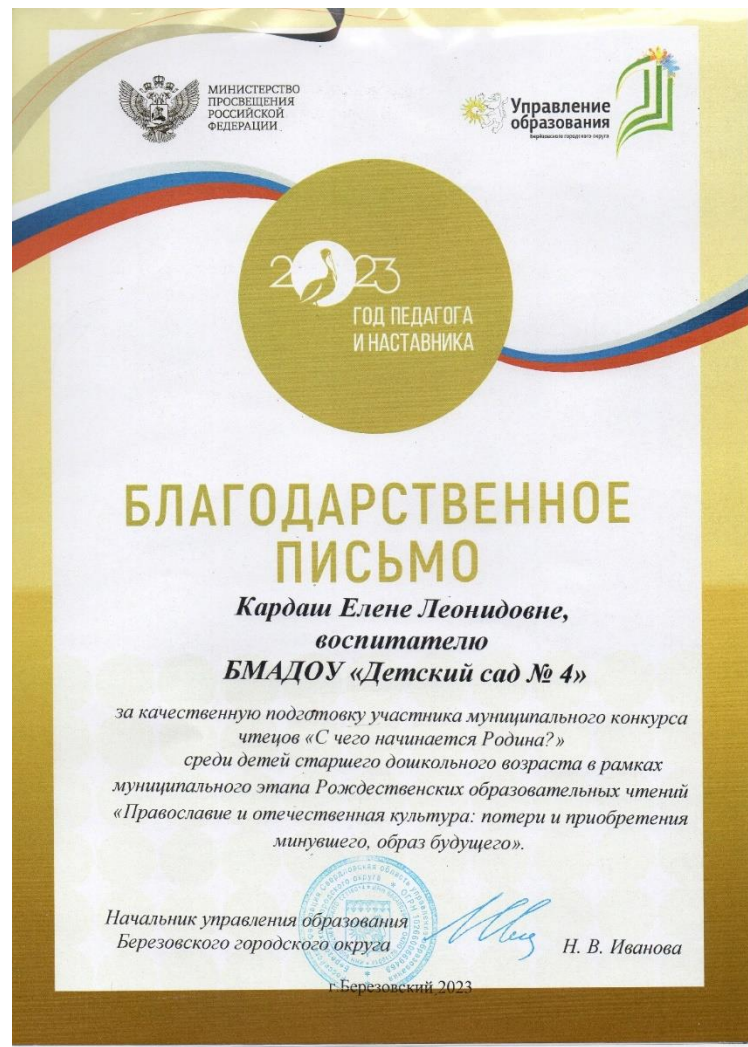 МИНИСТЕРСТВО
ПРОСВЕЩЕНИЯ
РОССИЙСКОЙ
ФЕДЕРАЦИИ
Управление
образования
Берёзовского городского округа
2023
ГОД ПЕДАГОГА
И НАСТАВНИКА
БЛАГОДАРСТВЕННОЕ
ПИСЬМО
Кардаш Елене Леонидовне,
воспитателю
БМАДОУ «Детский сад № 4»
за качественную подготовку участника муниципального конкурса
чтецов «С чего начинается Родина?»
среди детей старшего дошкольного возраста в рамках
муниципального этапа Рождественских образовательных чтений
«Православие и отечественная культура: потери и приобретения
минувшего, образ будущего».
Начальник управления образования
Березовского городского округа
Н. В. Иванова
г.Березовский 2023